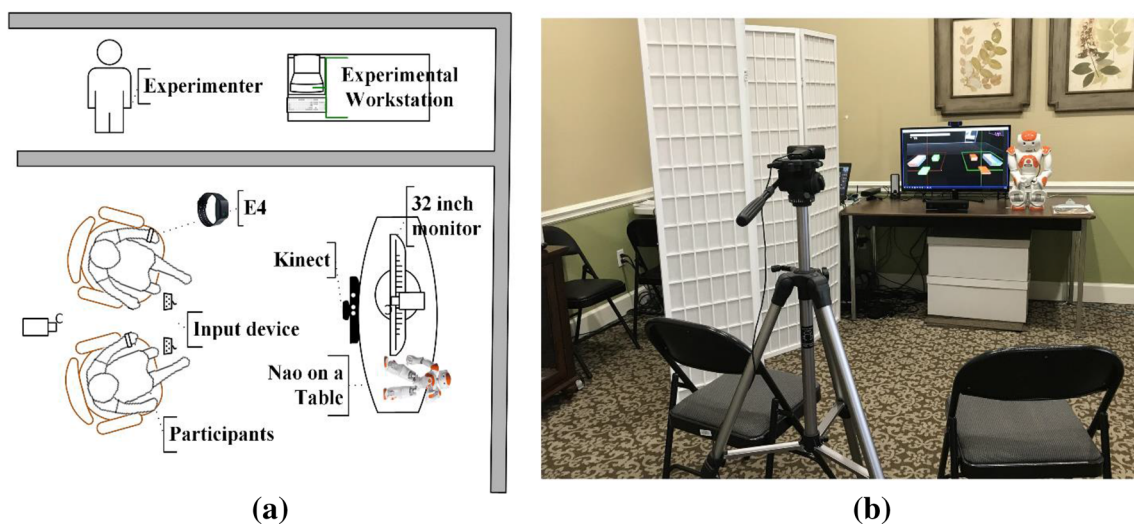 Experimenter
Experimental
Workstation
E4
32 inch
monitor
Kinect
Input device
Nao on a
Table
Participants
(a)
(b)